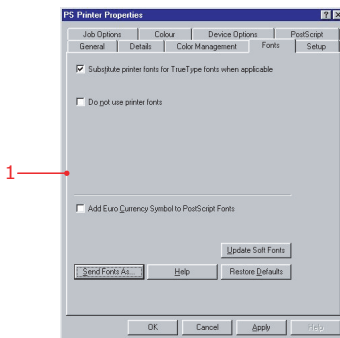 PS Printer Properties
Job Options Colour Device Options PostScript
General Details Color Management Fonts Setup
Substitute printer fonts for TrueType fonts when applicable
Do not use printer fonts
1
Add Euro Currency Symbol to PostScript Fonts
Update Soft Fonts
Send Fonts As... Help Restore Defaults
OK Cancel Apply Help